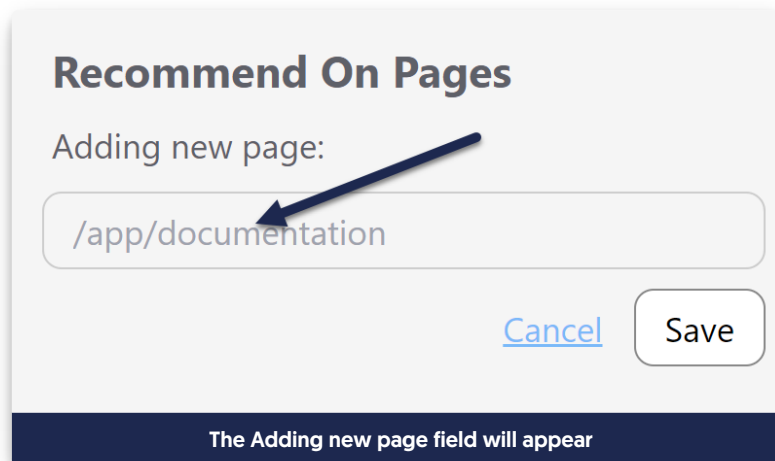 Recommend On Pages
Adding new page:
/app/documentation
Cancel
Save
The Adding new page field will appear